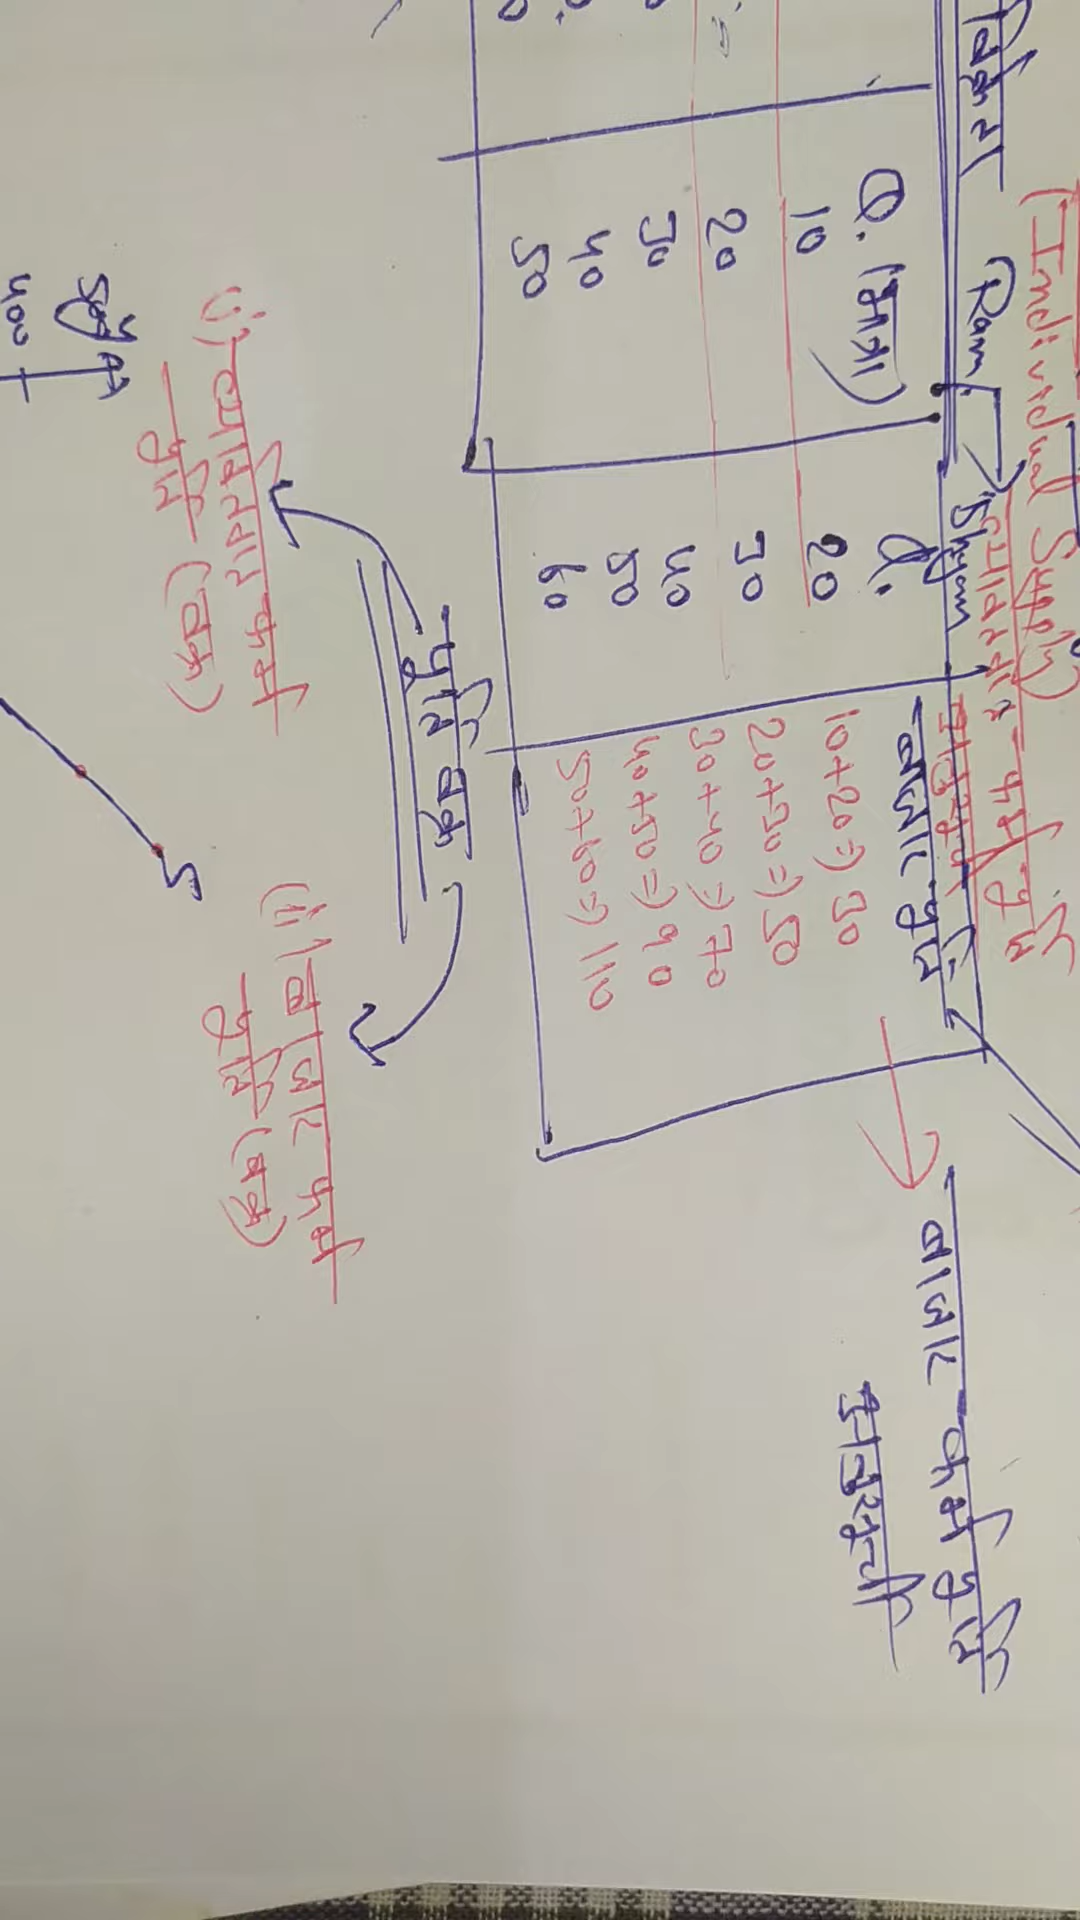 (Individual Supply)
विक्रेता Ram
Shyam
व्यक्तिगत फर्म पूर्ति
अनुसूची
Q. (मात्रा) Q. बाजार पूर्ति
10 20 10+20=) 30
20 30 20+30=) 50
30 40 30+40=) 70
40 50 40+50=) 90
50 60 50+60=) 110
बाजार फर्म पूर्ति
अनुसूची
पूर्ति वक्र
i) व्यक्तिगत फर्म
पूर्ति (वक्र)
(ii) बाजार फर्म
पूर्ति (वक्र)
S
400